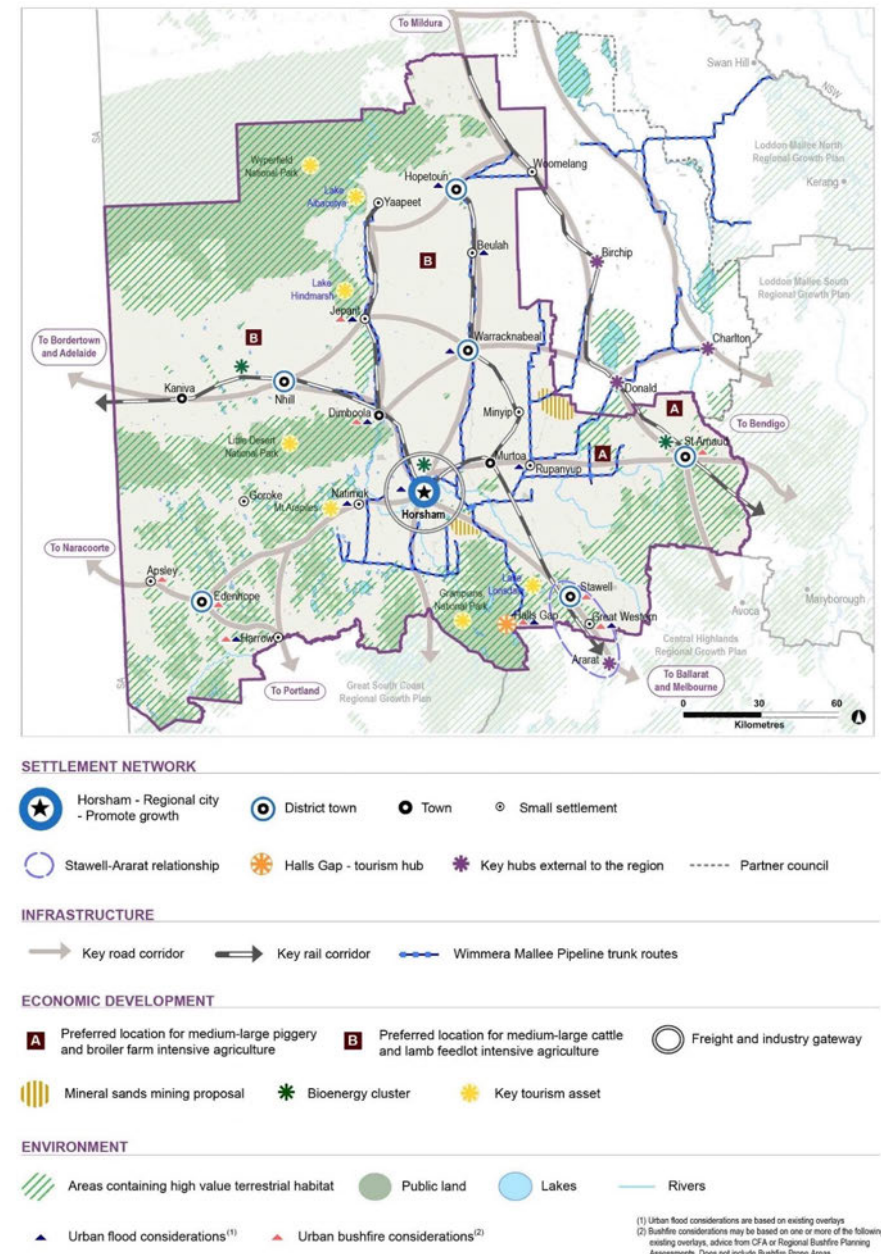 To Mildura
Swan Hill
NSW
SA
Loddon Mallee North
Regional Growth Plan
Kerang
Wyperfield
National Park
Lake
Albacutya
Hopetoun
Woomelang
Yaapeet
B
Beulah
Birchip
Lake
Hindmarsh
Loddon Mallee South
Regional Growth Plan
Jeparit
B
Warracknabeal
Charlton
To Bordertown
and Adelaide
Kaniva
Nhill
Donald
A
Dimboola
Minyip
To Bendigo
Little Desert
National Park
St Arnaud
A
Murtoa
Rupanyup
Goroke
Mt Arapiles
Natimuk
Horsham
To Naracoorte
Apsley
Edenhope
Lake
Lonsdale
Stawell
Grampians
National Park
Halls Gap
Great Western
Avoca
Maryborough
Harrow
Ararat
Central Highlands
Regional Growth Plan
SA
To Portland
Great South Coast
Regional Growth Plan
To Ballarat
and Melbourne
0 30 60
Kilometres
SETTLEMENT NETWORK
Horsham - Regional city
- Promote growth
District town
Town
Small settlement
Stawell-Ararat relationship
Halls Gap - tourism hub
Key hubs external to the region
Partner council
INFRASTRUCTURE
Key road corridor
Key rail corridor
Wimmera Mallee Pipeline trunk routes
ECONOMIC DEVELOPMENT
A Preferred location for medium-large piggery
and broiler farm intensive agriculture
B Preferred location for medium-large cattle
and lamb feedlot intensive agriculture
Freight and industry gateway
Mineral sands mining proposal
Bioenergy cluster
Key tourism asset
ENVIRONMENT
Areas containing high value terrestrial habitat
Public land
Lakes
Rivers
Urban flood considerations(1)
Urban bushfire considerations(2)
(1) Urban flood considerations are based on existing overlays
(2) Bushfire considerations may be based on one or more of the following
existing overlays, advice from CFA or Regional Bushfire Planning
Assessments. Does not include Bushfire Prone Areas